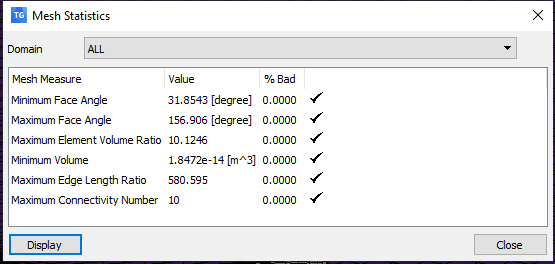 TG Mesh Statistics
Domain ALL
Mesh Measure Value % Bad
Minimum Face Angle 31.8543 [degree] 0.0000
Maximum Face Angle 156.906 [degree] 0.0000
Maximum Element Volume Ratio 10.1246 0.0000
Minimum Volume 1.8472e-14 [m^3] 0.0000
Maximum Edge Length Ratio 580.595 0.0000
Maximum Connectivity Number 10 0.0000
Display Close